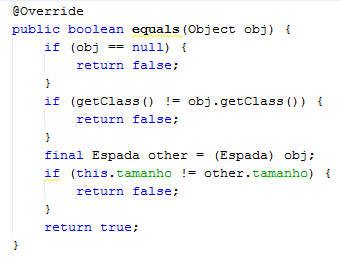 @Override
public boolean equals(Object obj) {
    if (obj == null) {
        return false;
    }
    if (getClass() != obj.getClass()) {
        return false;
    }
    final Espada other = (Espada) obj;
    if (this.tamanho != other.tamanho) {
        return false;
    }
    return true;
}